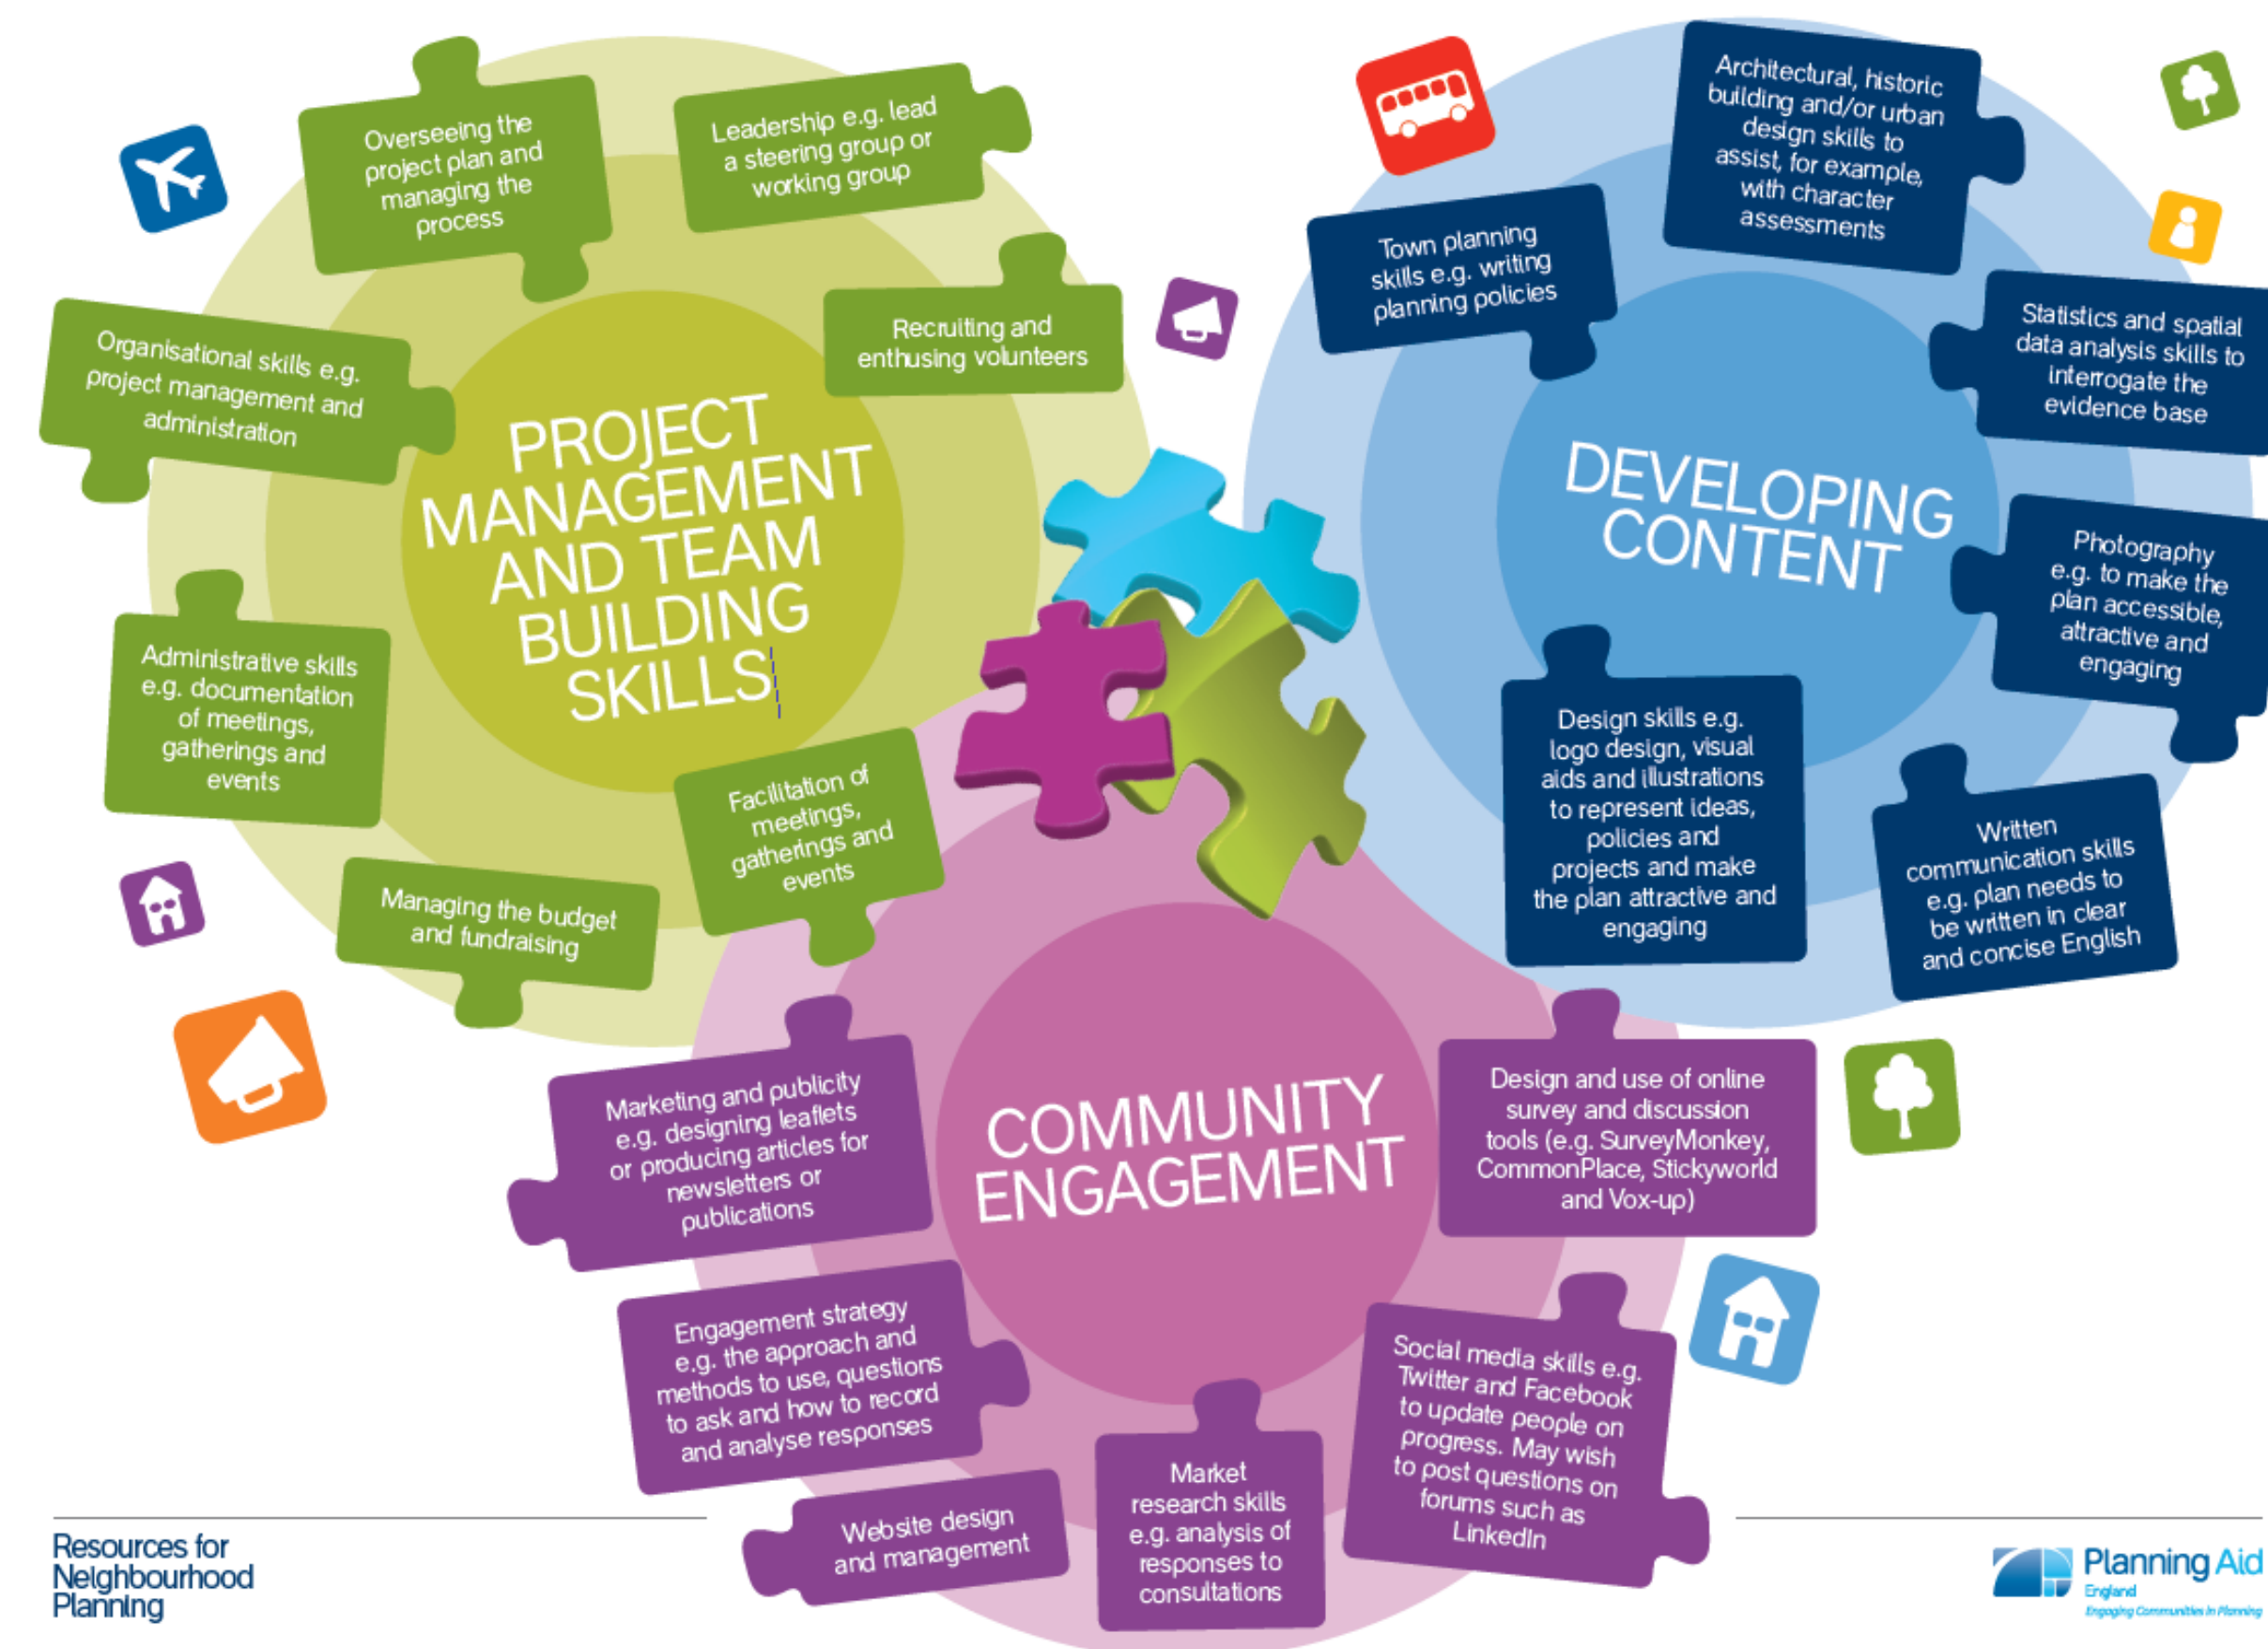 Overseeing the
project plan and
managing the
process
Leadership e.g. lead
a steering group or
working group
Recruiting and
enthusing volunteers
Organisational skills e.g.
project management and
administration
PROJECT
MANAGEMENT
AND TEAM
BUILDING
SKILLS
Administrative skills
e.g. documentation
of meetings,
gatherings and
events
Facilitation of
meetings,
gatherings and
events
Managing the budget
and fundraising
Architectural, historic
building and/or urban
design skills to
assist, for example,
with character
assessments
Town planning
skills e.g. writing
planning policies
Statistics and spatial
data analysis skills to
interrogate the
evidence base
DEVELOPING
CONTENT
Photography
e.g. to make the
plan accessible,
attractive and
engaging
Design skills e.g.
logo design, visual
aids and illustrations
to represent ideas,
policies and
projects and make
the plan attractive and
engaging
Written
communication skills
e.g. plan needs to
be written in clear
and concise English
Marketing and publicity
e.g. designing leaflets
or producing articles for
newsletters or
publications
COMMUNITY
ENGAGEMENT
Design and use of online
survey and discussion
tools (e.g. SurveyMonkey,
CommonPlace, Stickyworld
and Vox-up)
Engagement strategy
e.g. the approach and
methods to use, questions
to ask and how to record
and analyse responses
Website design
and management
Market
research skills
e.g. analysis of
responses to
consultations
Social media skills e.g.
Twitter and Facebook
to update people on
progress. May wish
to post questions on
forums such as
LinkedIn
Resources for
Neighbourhood
Planning
Planning Aid
England
Engaging Communities in Planning